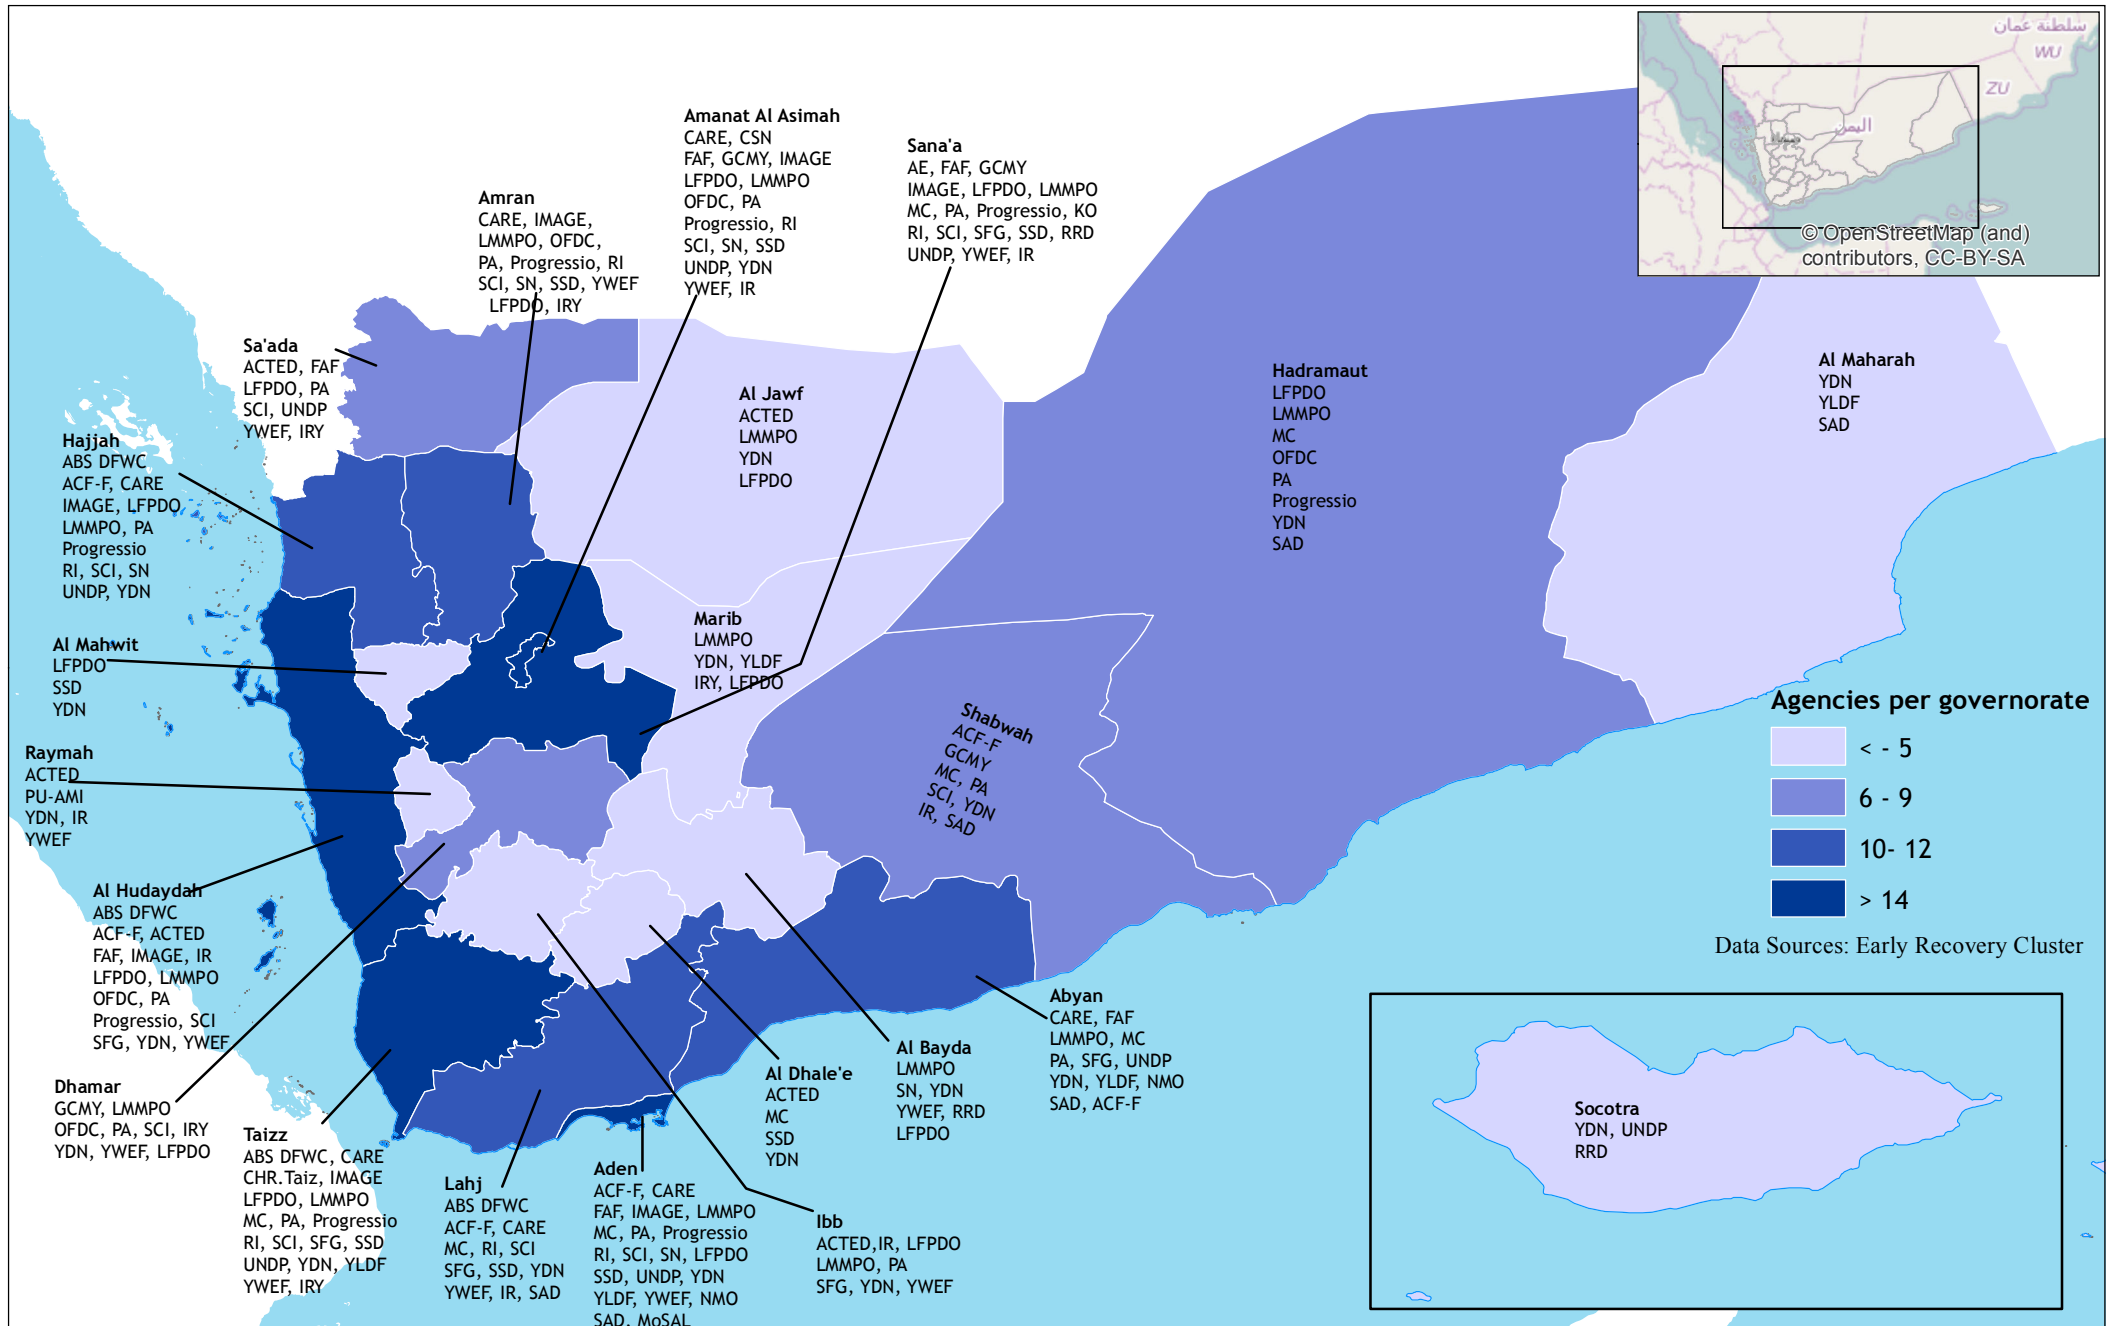 سلطنة عمان
WU
ZU
اليمن
© OpenStreetMap (and)
contributors, CC-BY-SA
Amanat Al Asimah
CARE, CSN
FAF, GCMY, IMAGE
LFPDO, LMMPO
OFDC, PA
Progressio, RI
SCI, SN, SSD
UNDP, YDN
YWEF, IR
Sana'a
AE, FAF, GCMY
IMAGE, LFPDO, LMMPO
MC, PA, Progressio, KO
RI, SCI, SFG, SSD, RRD
UNDP, YWEF, IR
Amran
CARE, IMAGE,
LMMPO, OFDC,
PA, Progressio, RI
SCI, SN, SSD, YWEF
LFPDO, IRY
Sa'ada
ACTED, FAF
LFPDO, PA
SCI, UNDP
YWEF, IRY
Al Jawf
ACTED
LMMPO
YDN
LFPDO
Hadramaut
LFPDO
LMMPO
MC
OFDC
PA
Progressio
YDN
SAD
Al Maharah
YDN
YLDF
SAD
Hajjah
ABS DFWC
ACF-F, CARE
IMAGE, LFPDO
LMMPO, PA
Progressio
RI, SCI, SN
UNDP, YDN
Marib
LMMPO
YDN, YLDF
IRY, LFPDO
Al Mahwit
LFPDO
SSD
YDN
Shabwah
ACF-F
GCMY
MC, PA
SCI, YDN
IR, SAD
Agencies per governorate
< - 5
6 - 9
10- 12
> 14
Data Sources: Early Recovery Cluster
Raymah
ACTED
PU-AMI
YDN, IR
YWEF
Al Hudaydah
ABS DFWC
ACF-F, ACTED
FAF, IMAGE, IR
LFPDO, LMMPO
OFDC, PA
Progressio, SCI
SFG, YDN, YWEF
Dhamar
GCMY, LMMPO
OFDC, PA, SCI, IRY
YDN, YWEF, LFPDO
Taizz
ABS DFWC, CARE
CHR.Taiz, IMAGE
LFPDO, LMMPO
MC, PA, Progressio
RI, SCI, SFG, SSD
UNDP, YDN, YLDF
YWEF, IRY
Lahj
ABS DFWC
ACF-F, CARE
MC, RI, SCI
SFG, SSD, YDN
YWEF, IR, SAD
Aden
ACF-F, CARE
FAF, IMAGE, LMMPO
MC, PA, Progressio
RI, SCI, SN, LFPDO
SSD, UNDP, YDN
YLDF, YWEF, NMO
SAD, MoSAL
Ibb
ACTED,IR, LFPDO
LMMPO, PA
SFG, YDN, YWEF
Al Dhale'e
ACTED
MC
SSD
YDN
Al Bayda
LMMPO
SN, YDN
YWEF, RRD
LFPDO
Abyan
CARE, FAF
LMMPO, MC
PA, SFG, UNDP
YDN, YLDF, NMO
SAD, ACF-F
Socotra
YDN, UNDP
RRD